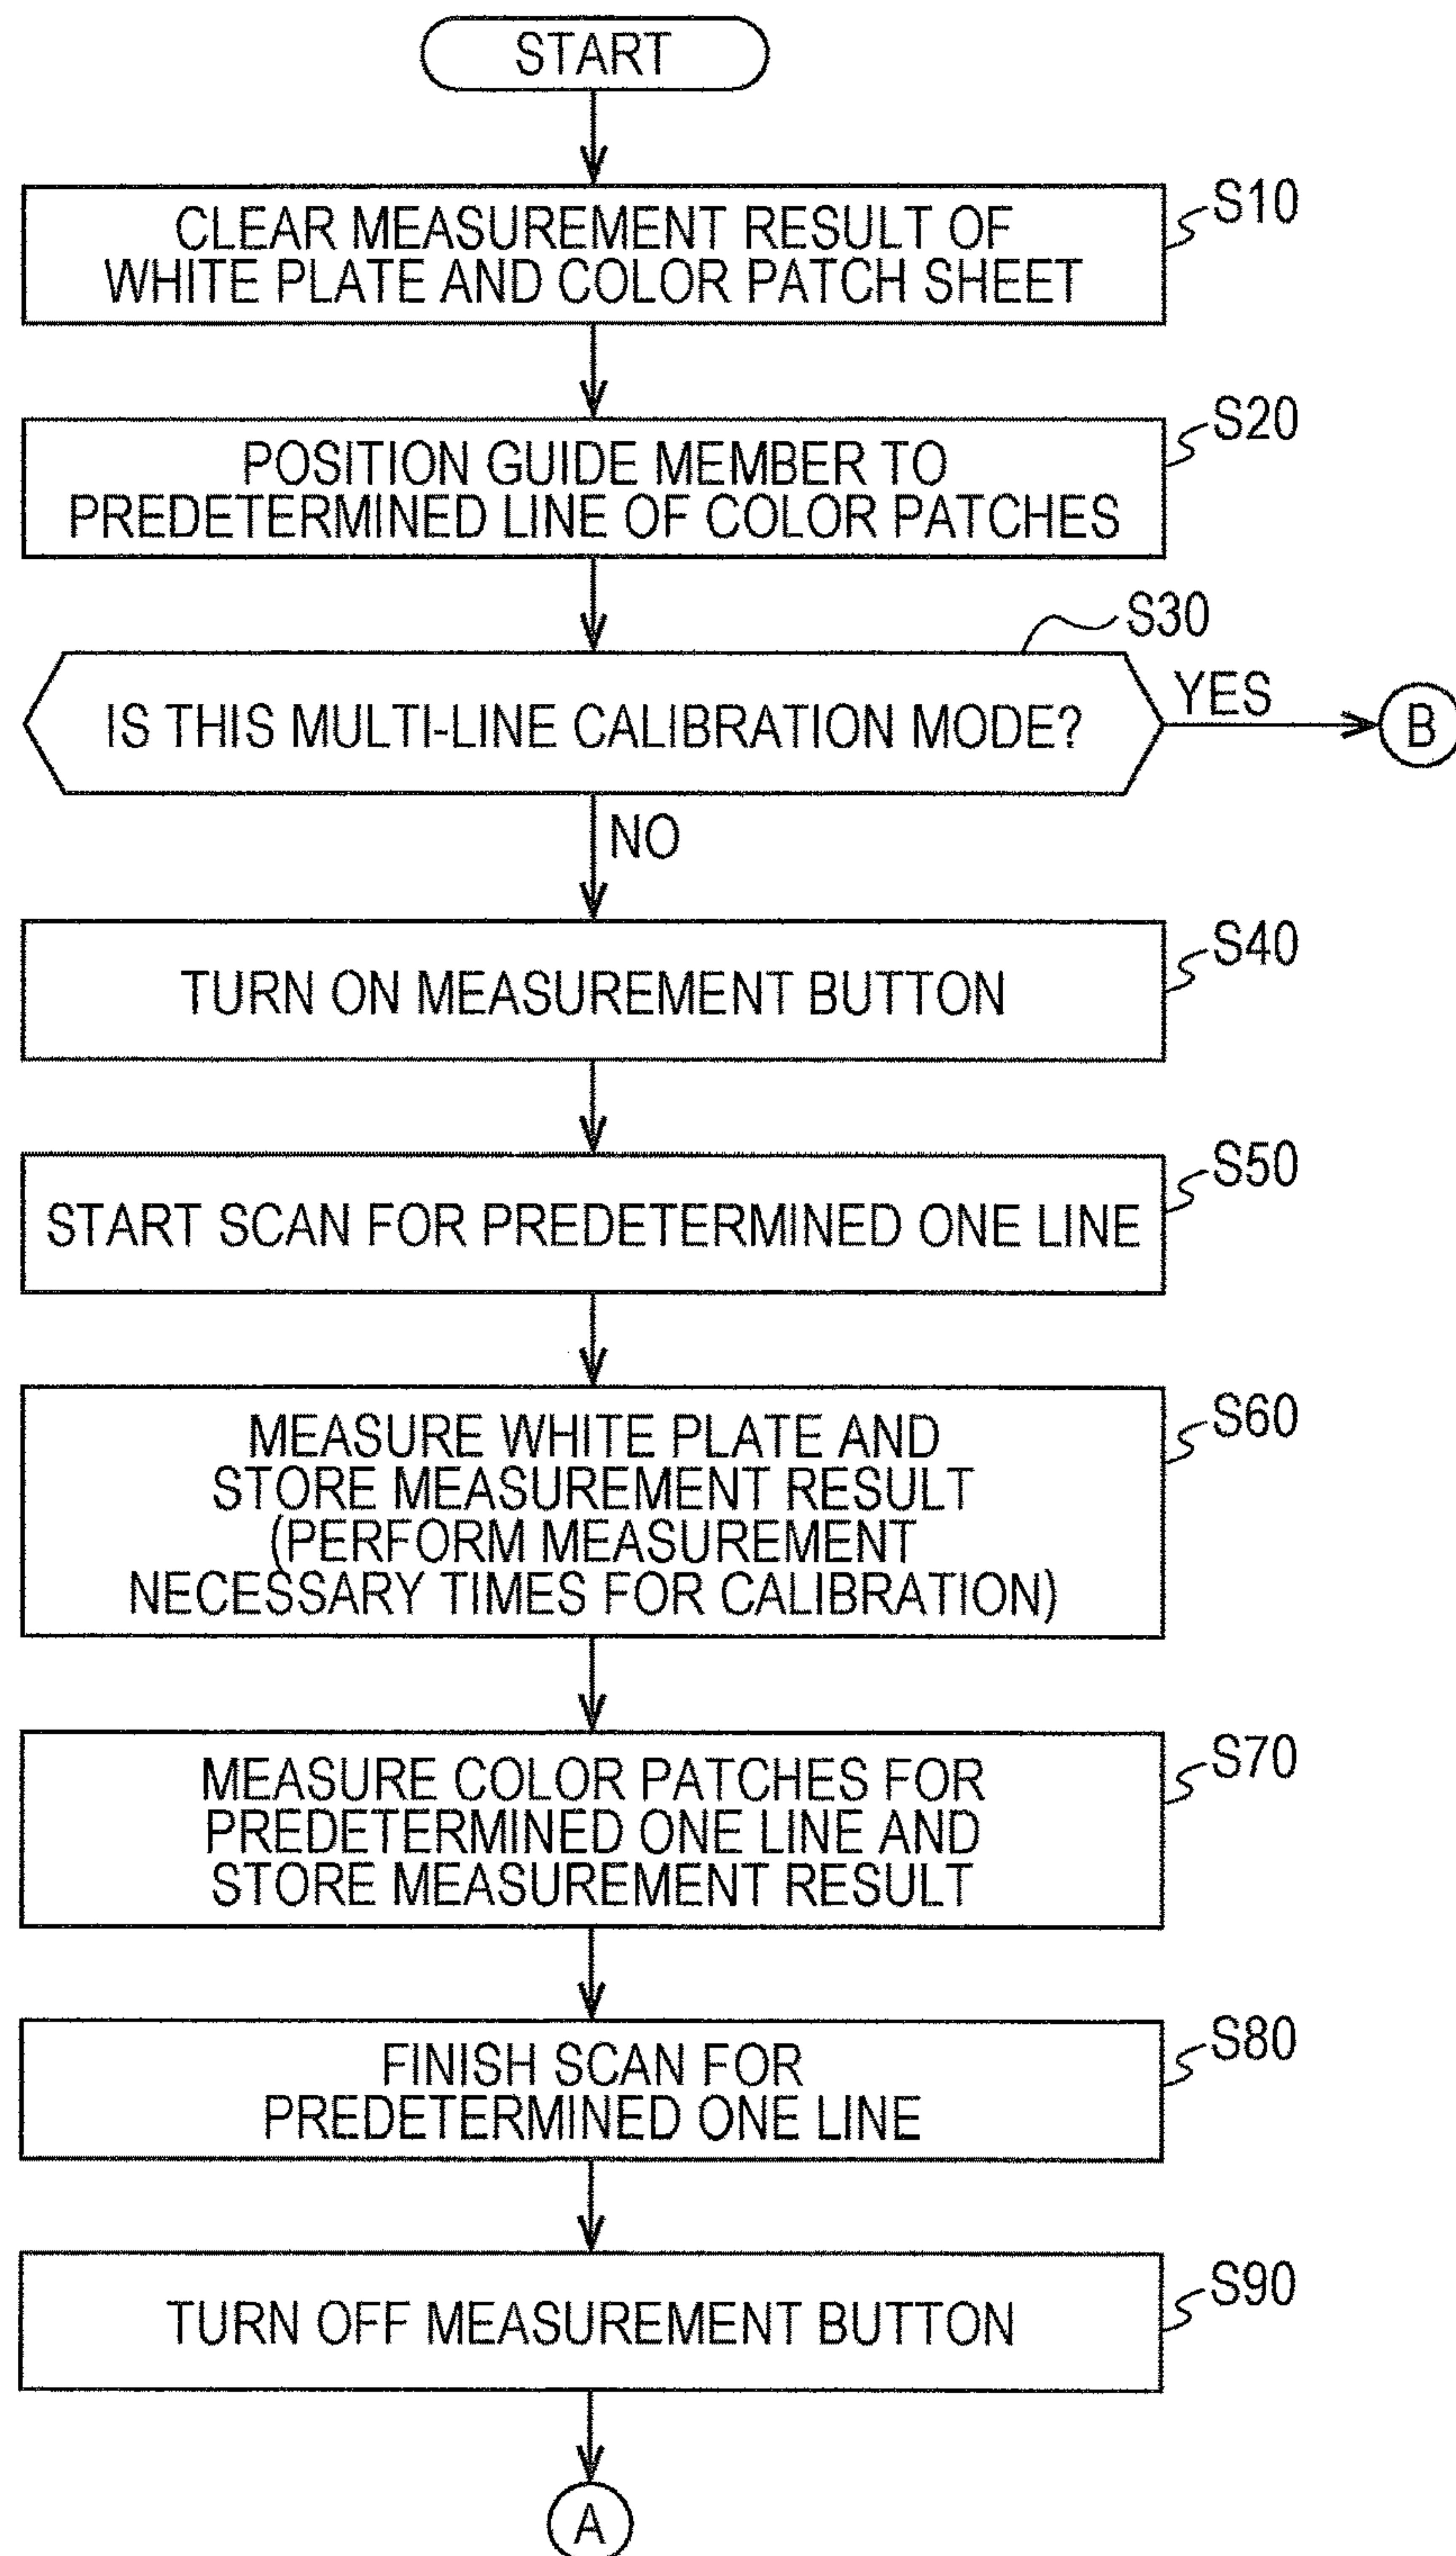 START
S10
CLEAR MEASUREMENT RESULT OF
WHITE PLATE AND COLOR PATCH SHEET
S20
POSITION GUIDE MEMBER TO
PREDETERMINED LINE OF COLOR PATCHES
S30
IS THIS MULTI-LINE CALIBRATION MODE?
YES
B
NO
S40
TURN ON MEASUREMENT BUTTON
S50
START SCAN FOR PREDETERMINED ONE LINE
S60
MEASURE WHITE PLATE AND
STORE MEASUREMENT RESULT
(PERFORM MEASUREMENT
NECESSARY TIMES FOR CALIBRATION)
S70
MEASURE COLOR PATCHES FOR
PREDETERMINED ONE LINE AND
STORE MEASUREMENT RESULT
S80
FINISH SCAN FOR
PREDETERMINED ONE LINE
S90
TURN OFF MEASUREMENT BUTTON
A